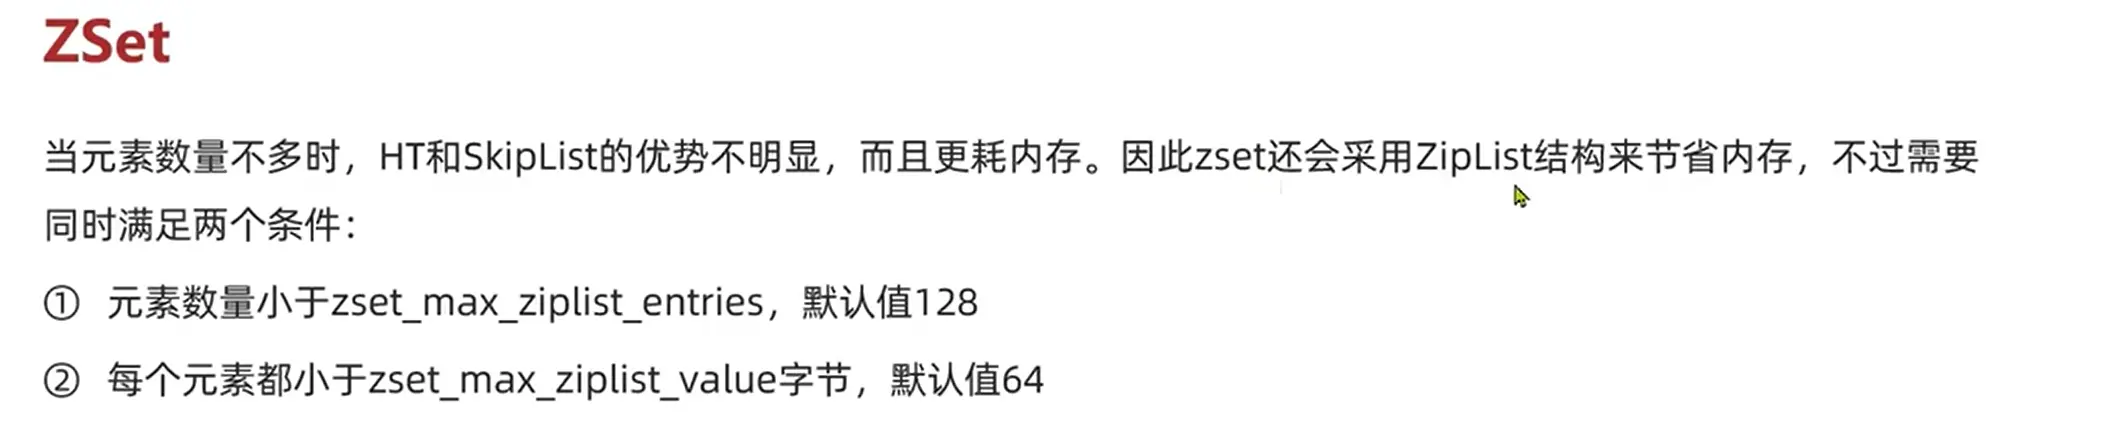 ZSet
当元素数量不多时，HT和SkipList的优势不明显，而且更耗内存。因此zset还会采用ZipList结构来节省内存，不过需要
同时满足两个条件：
① 元素数量小于zset_max_ziplist_entries，默认值128
② 每个元素都小于zset_max_ziplist_value字节，默认值64